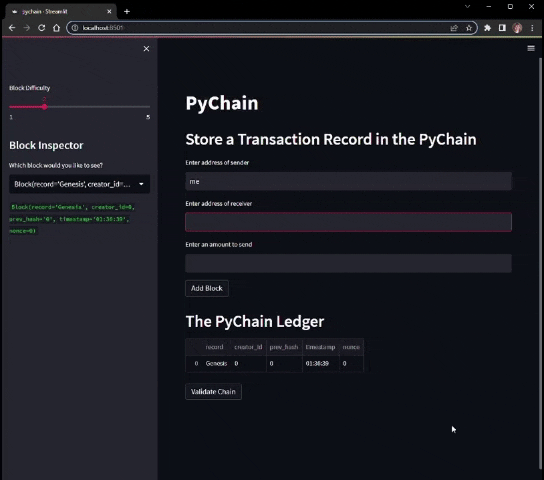 pychain · Streamlit
localhost:8501
Block Difficulty
2
1
5
Block Inspector
Which block would you like to see?
Block(record='Genesis', creator_id=...
Block(record='Genesis', creator_id=0,
prev_hash='0', timestamp='01:38:39',
nonce=0)
PyChain
Store a Transaction Record in the PyChain
Enter address of sender
me
Enter address of receiver
Enter an amount to send
Add Block
The PyChain Ledger
record creator_id prev_hash timestamp nonce
0 Genesis 0 0 01:38:39 0
Validate Chain